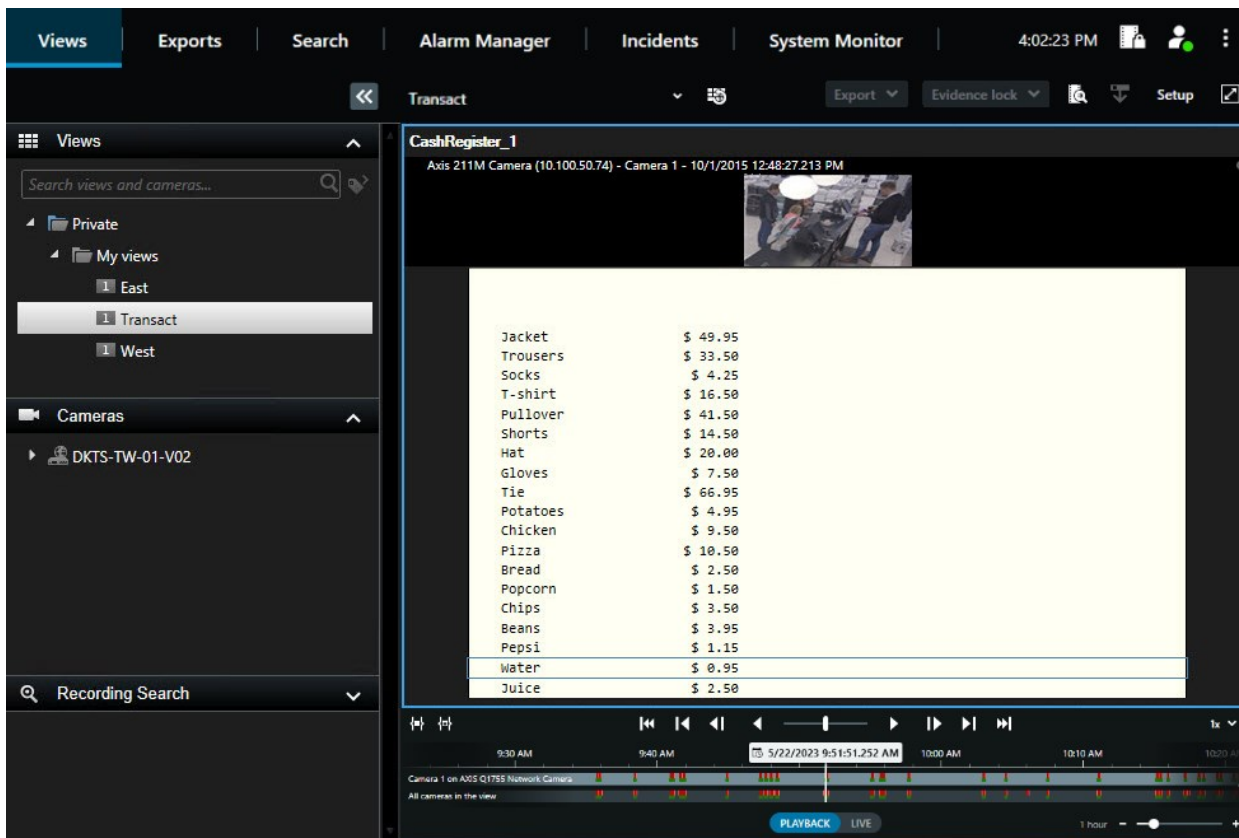 Views Exports Search Alarm Manager Incidents System Monitor 4:02:23 PM
Transact Export Evidence lock Setup
Views
Search views and cameras...
Private
My views
1 East
1 Transact
1 West
Cameras
DKTS-TW-01-V02
Recording Search
CashRegister_1
Axis 211M Camera (10.100.50.74) - Camera 1 - 10/1/2015 12:48:27.213 PM
Jacket $ 49.95
Trousers $ 33.50
Socks $ 4.25
T-shirt $ 16.50
Pullover $ 41.50
Shorts $ 14.50
Hat $ 20.00
Gloves $ 7.50
Tie $ 66.95
Potatoes $ 4.95
Chicken $ 9.50
Pizza $ 10.50
Bread $ 2.50
Popcorn $ 1.50
Chips $ 3.50
Beans $ 3.95
Pepsi $ 1.15
Water $ 0.95
Juice $ 2.50
1x
9:30 AM 9:40 AM 5/22/2023 9:51:51.252 AM 10:00 AM 10:10 AM 10:20
Camera 1 on AXIS Q1755 Network Camera
All cameras in the view
PLAYBACK LIVE 1 hour